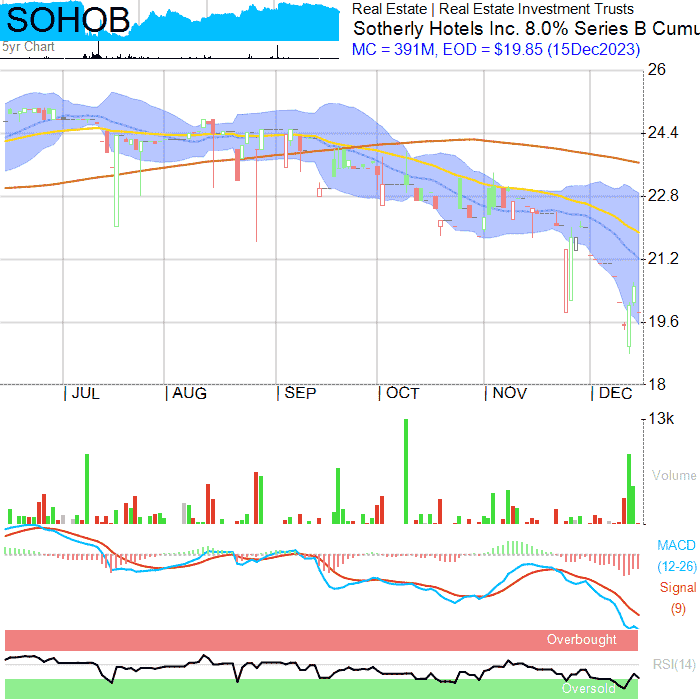 SOHOB
5yr Chart
Real Estate | Real Estate Investment Trusts
Sotherly Hotels Inc. 8.0% Series B Cumu
MC = 391M, EOD = $19.85 (15Dec2023)
26
24.4
22.8
21.2
19.6
18
| JUL | AUG | SEP | OCT | NOV | DEC
13k
Volume
MACD
(12-26)
Signal
(9)
Overbought
RSI(14)
Oversold